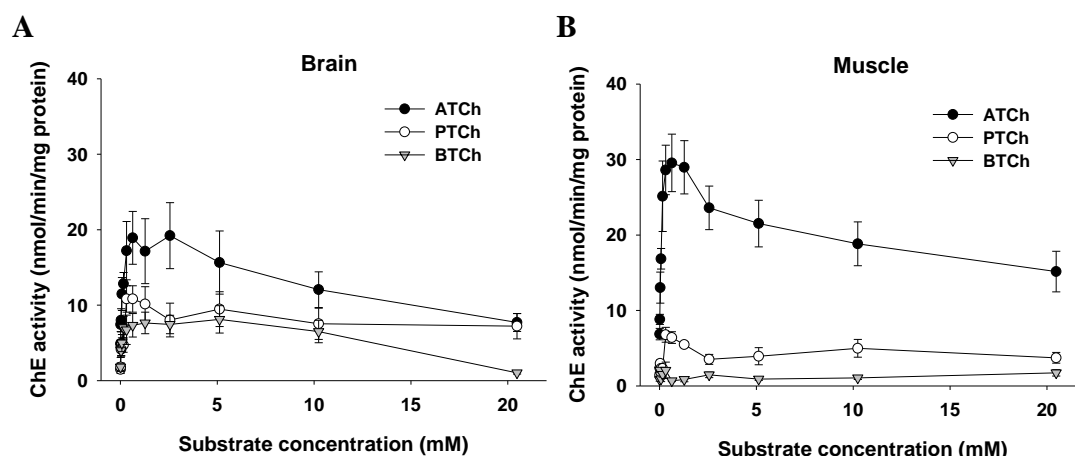 A
Brain
ChE activity (nmol/min/mg protein)
40
30
20
10
0
ATCh
PTCh
BTCh
0 5 10 15 20
Substrate concentration (mM)
B
Muscle
ChE activity (nmol/min/mg protein)
40
30
20
10
0
ATCh
PTCh
BTCh
0 5 10 15 20
Substrate concentration (mM)